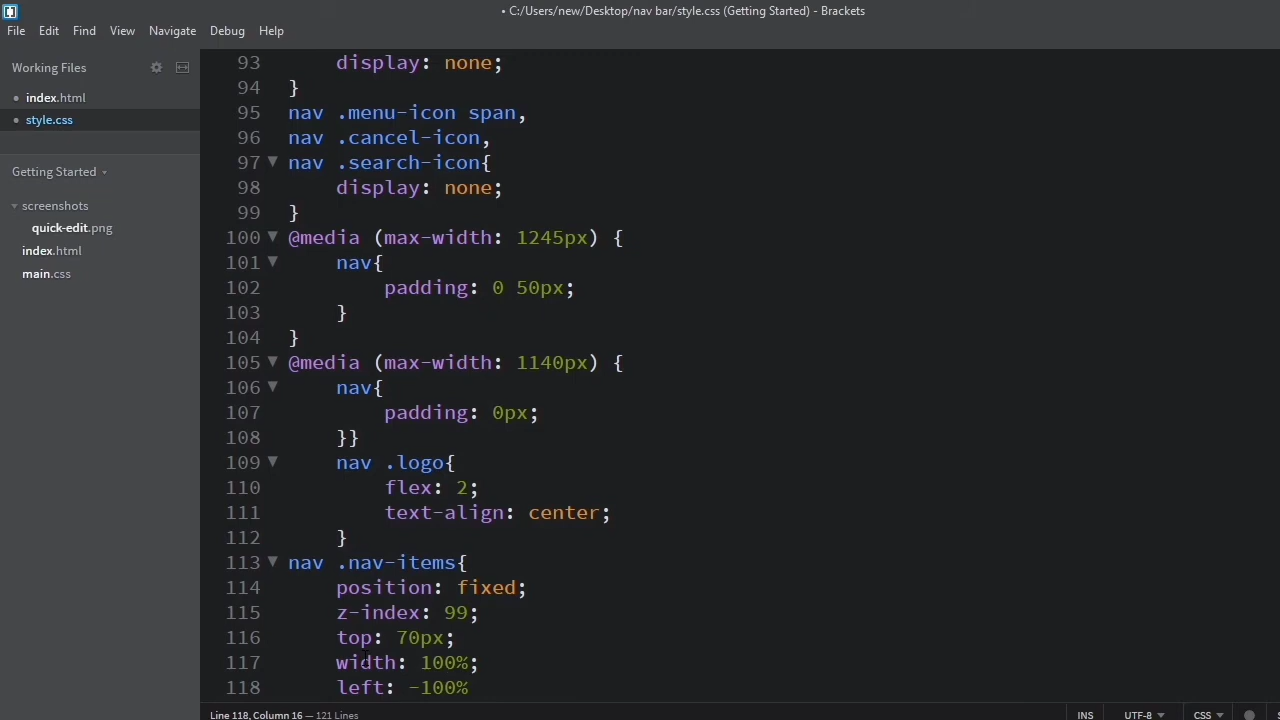 • C:/Users/new/Desktop/nav bar/style.css (Getting Started) - Brackets
File Edit Find View Navigate Debug Help
Working Files
• index.html
• style.css
Getting Started
screenshots
quick-edit.png
index.html
main.css
93 display: none;
94 }
95 nav .menu-icon span,
96 nav .cancel-icon,
97 nav .search-icon{
98 display: none;
99 }
100 @media (max-width: 1245px) {
101 nav{
102 padding: 0 50px;
103 }
104 }
105 @media (max-width: 1140px) {
106 nav{
107 padding: 0px;
108 }}
109 nav .logo{
110 flex: 2;
111 text-align: center;
112 }
113 nav .nav-items{
114 position: fixed;
115 z-index: 99;
116 top: 70px;
117 width: 100%;
118 left: -100%
Line 118, Column 16 — 121 Lines
INS UTF-8 CSS